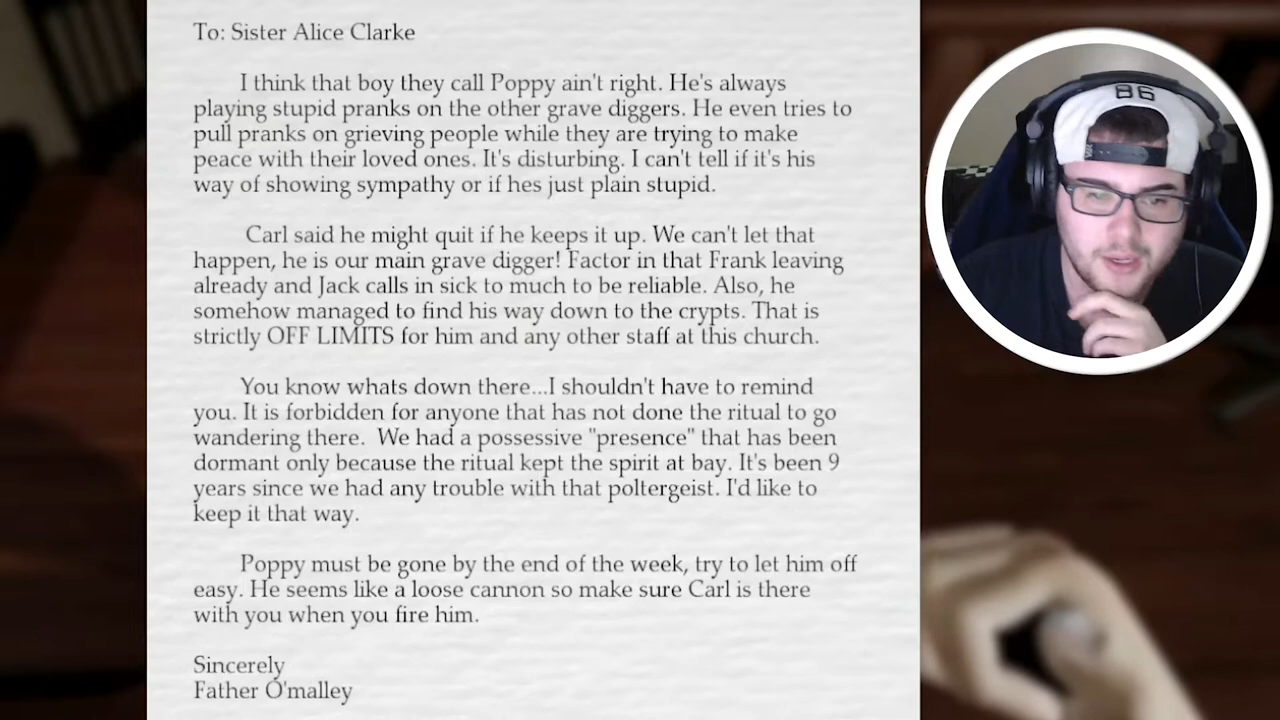 To: Sister Alice Clarke
I think that boy they call Poppy ain't right. He's always
playing stupid pranks on the other grave diggers. He even tries to
pull pranks on grieving people while they are trying to make
peace with their loved ones. It's disturbing. I can't tell if it's his
way of showing sympathy or if hes just plain stupid.
Carl said he might quit if he keeps it up. We can't let that
happen, he is our main grave digger! Factor in that Frank leaving
already and Jack calls in sick to much to be reliable. Also, he
somehow managed to find his way down to the crypts. That is
strictly OFF LIMITS for him and any other staff at this church.
You know whats down there...I shouldn't have to remind
you. It is forbidden for anyone that has not done the ritual to go
wandering there.  We had a possessive "presence" that has been
dormant only because the ritual kept the spirit at bay. It's been 9
years since we had any trouble with that poltergeist. I'd like to
keep it that way.
Poppy must be gone by the end of the week, try to let him off
easy. He seems like a loose cannon so make sure Carl is there
with you when you fire him.
Sincerely
Father O'malley
86